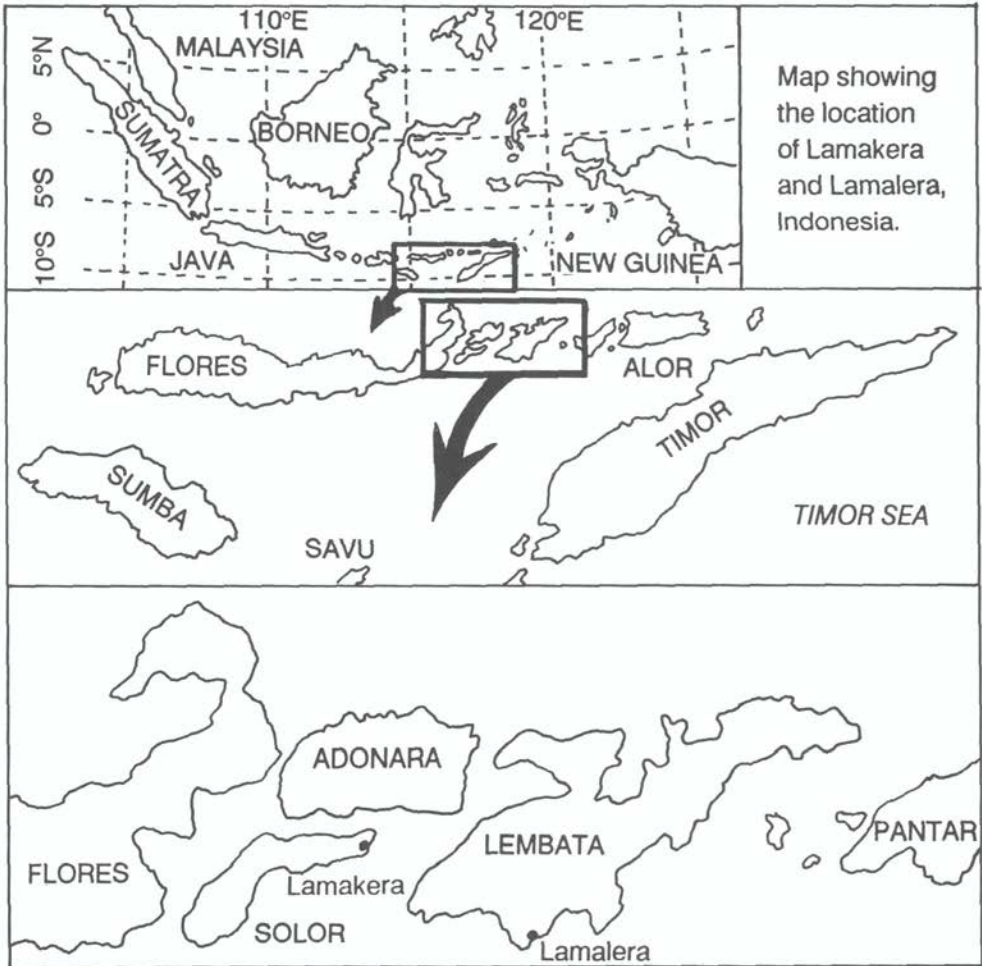 110°E
120°E
MALAYSIA
5°N
0°
5°S
10°S
SUMATRA
BORNEO
JAVA
NEW GUINEA
Map showing
the location
of Lamakera
and Lamalera,
Indonesia.
FLORES
ALOR
TIMOR
SUMBA
SAVU
TIMOR SEA
ADONARA
LEMBATA
PANTAR
FLORES
Lamakera
SOLOR
Lamalera